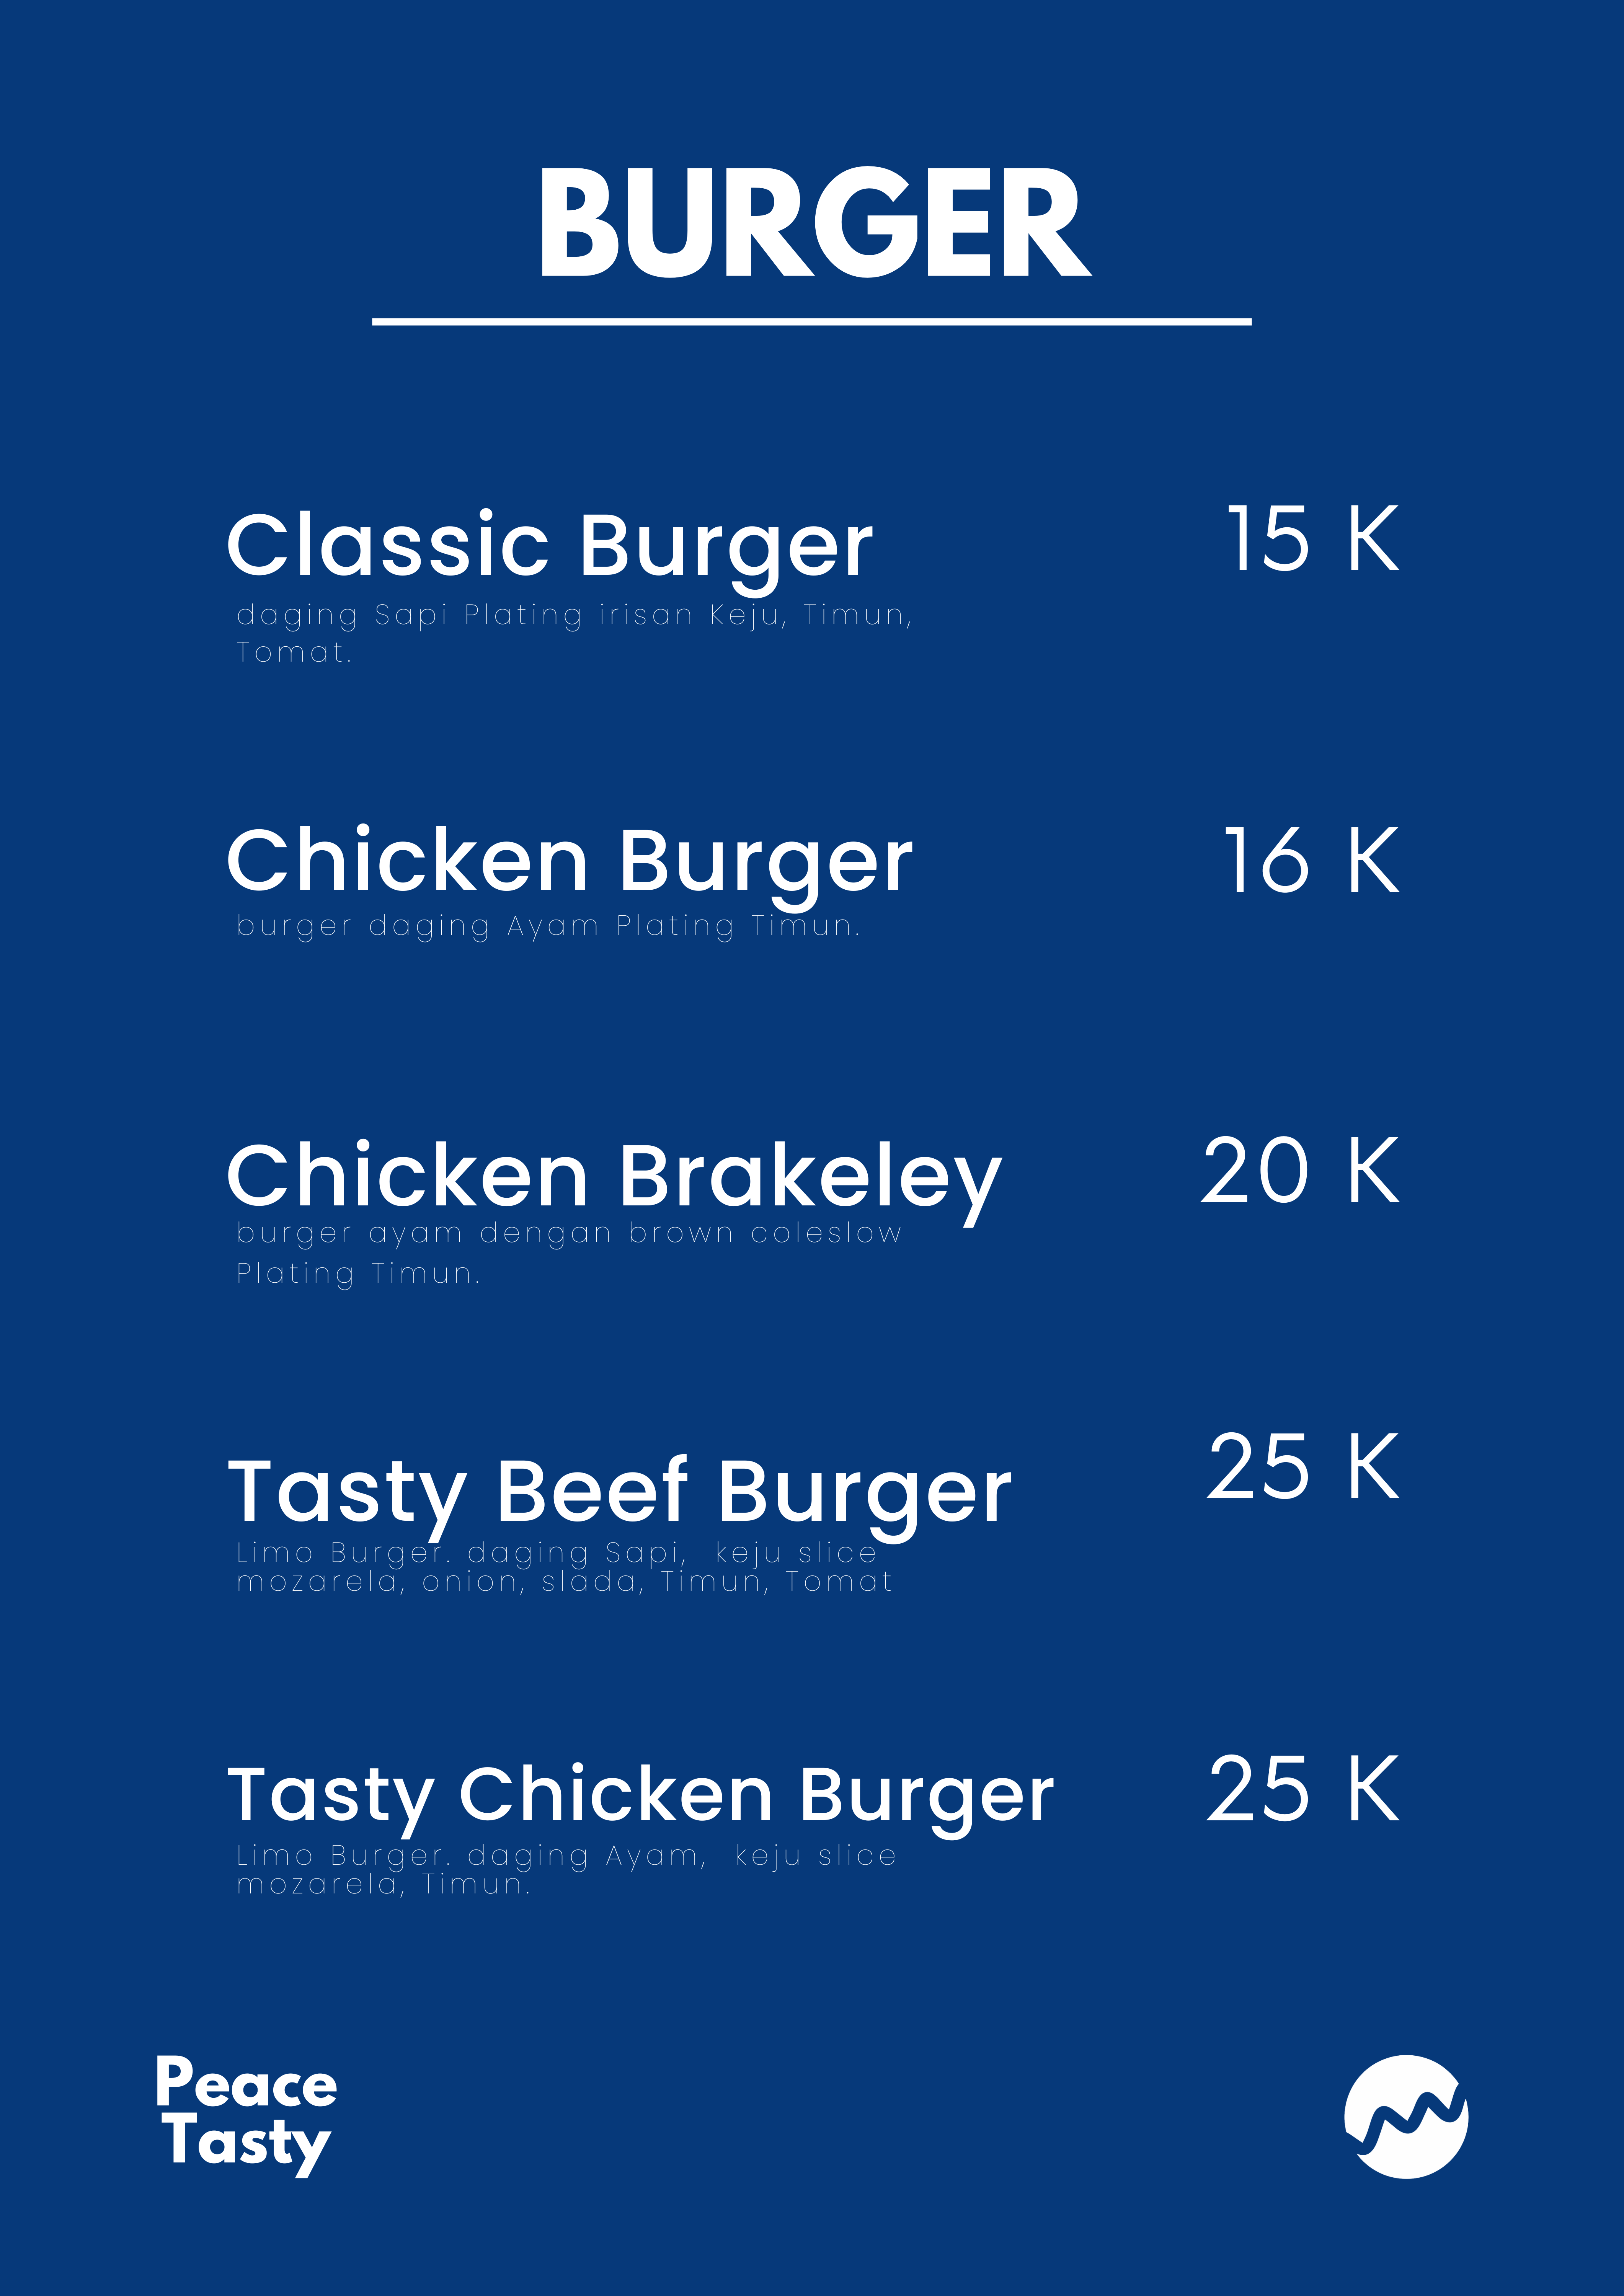 BURGER
Classic Burger 15 K
daging Sapi Plating irisan Keju, Timun,
Tomat.
Chicken Burger 16 K
burger daging Ayam Plating Timun.
Chicken Brakeley 20 K
burger ayam dengan brown coleslow
Plating Timun.
Tasty Beef Burger 25 K
Limo Burger. daging Sapi, keju slice
mozarela, onion, slada, Timun, Tomat
Tasty Chicken Burger 25 K
Limo Burger. daging Ayam, keju slice
mozarela, Timun.
Peace
Tasty